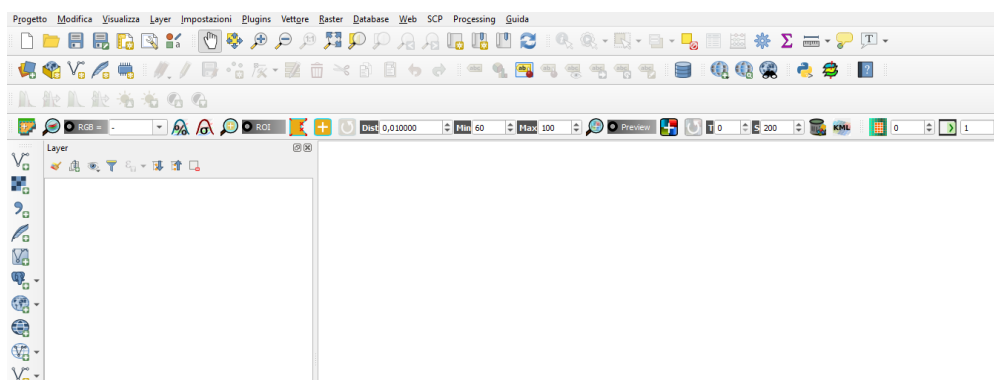 Progetto Modifica Visualizza Layer Impostazioni Plugins Vettore Raster Database Web SCP Processing Guida
RGB = - ROI Dist 0,010000 Min 60 Max 100 Preview T 0 S 200 KML 0 1
Layer